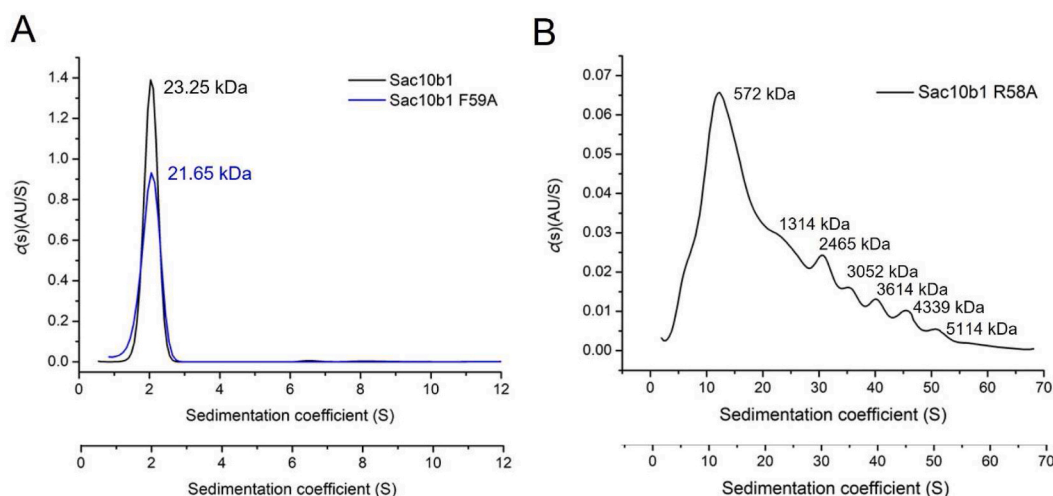 A
Sac10b1
Sac10b1 F59A
23.25 kDa
21.65 kDa
c(s)(AU/S)
1.4
1.2
1.0
0.8
0.6
0.4
0.2
0.0
0 2 4 6 8 10 12
Sedimentation coefficient (S)
0 2 4 6 8 10 12
Sedimentation coefficient (S)
B
Sac10b1 R58A
572 kDa
1314 kDa
2465 kDa
3052 kDa
3614 kDa
4339 kDa
5114 kDa
c(s)(AU/S)
0.07
0.06
0.05
0.04
0.03
0.02
0.01
0.00
0 10 20 30 40 50 60 70
Sedimentation coefficient (S)
0 10 20 30 40 50 60 70
Sedimentation coefficient (S)